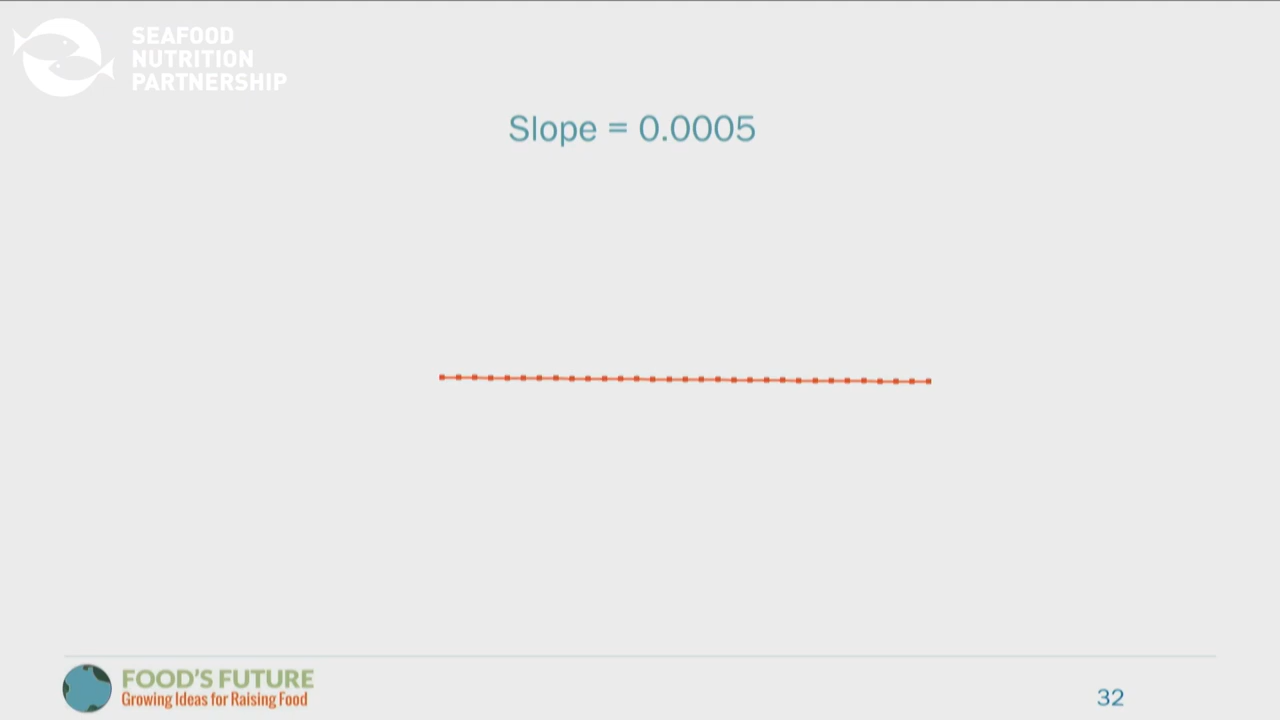 SEAFOOD
NUTRITION
PARTNERSHIP
Slope = 0.0005
FOOD'S FUTURE
Growing Ideas for Raising Food
32